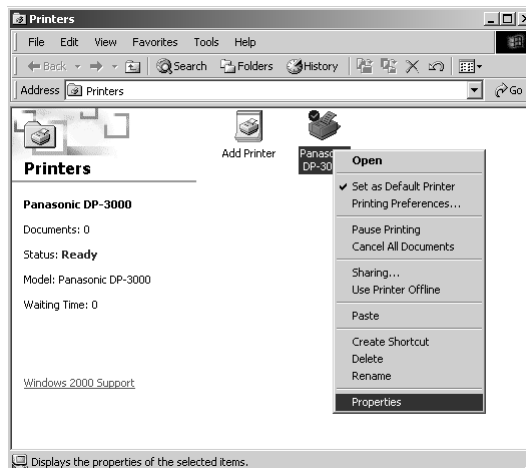 Printers
File Edit View Favorites Tools Help
Back Search Folders History
Address Printers Go
Add Printer
Printers
Panasonic DP-3000
Documents: 0
Status: Ready
Model: Panasonic DP-3000
Waiting Time: 0
Windows 2000 Support
Open
Set as Default Printer
Printing Preferences...
Pause Printing
Cancel All Documents
Sharing...
Use Printer Offline
Paste
Create Shortcut
Delete
Rename
Properties
Displays the properties of the selected items.